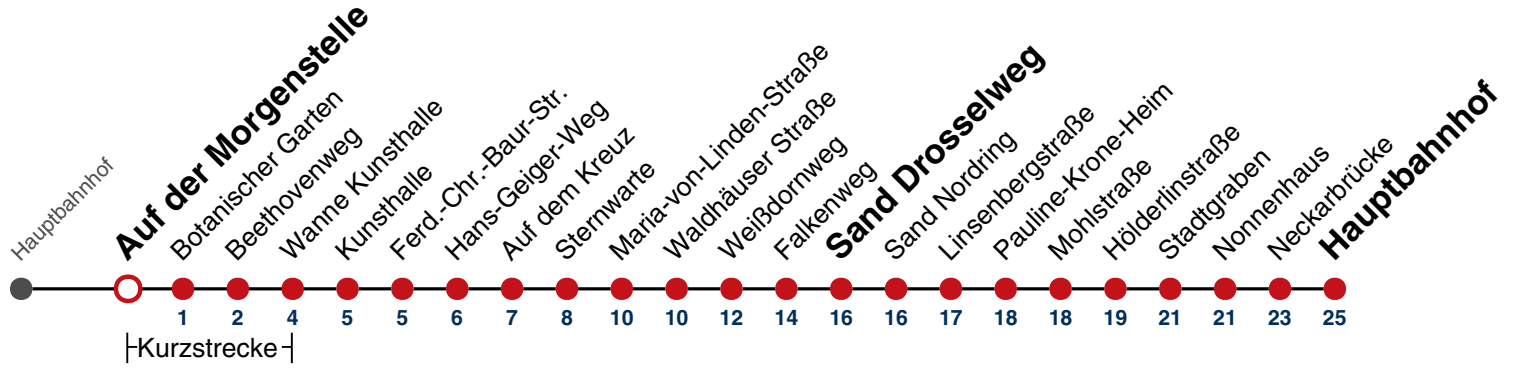 Hauptbahnhof
Auf der Morgenstelle
Botanischer Garten
Beethovenweg
Wanne Kunsthalle
Kunsthalle
Ferd.-Chr.-Baur-Str.
Hans-Geiger-Weg
Auf dem Kreuz
Sternwarte
Maria-von-Linden-Straße
Waldhäuser Straße
Weißdornweg
Falkenweg
Sand Drosselweg
Sand Nordring
Linsenbergstraße
Pauline-Krone-Heim
Mohlstraße
Hölderlinstraße
Stadtgraben
Nonnenhaus
Neckarbrücke
Hauptbahnhof
1 2 4 5 5 6 7 8 10 10 12 14 16 16 17 18 18 19 21 21 23 25
Kurzstrecke